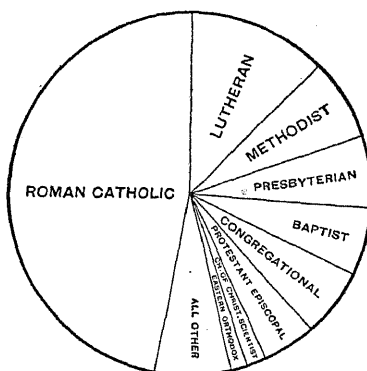 LUTHERAN
METHODIST
PRESBYTERIAN
BAPTIST
CONGREGATIONAL
PROTESTANT EPISCOPAL
CH. OF CHRIST, SCIENTIST
EASTERN ORTHODOX
ALL OTHER
ROMAN CATHOLIC